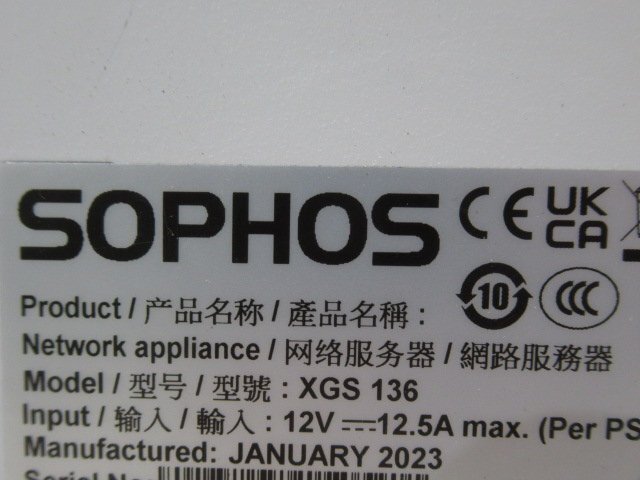 SOPHOS CE UK CA
10 CCC
Product / 产品名称 / 產品名稱 :
Network appliance / 网络服务器 / 網路服務器
Model / 型号 / 型號 : XGS 136
Input / 输入 / 輸入 : 12V ⎓ 12.5A max. (Per PS
Manufactured: JANUARY 2023
Serial No